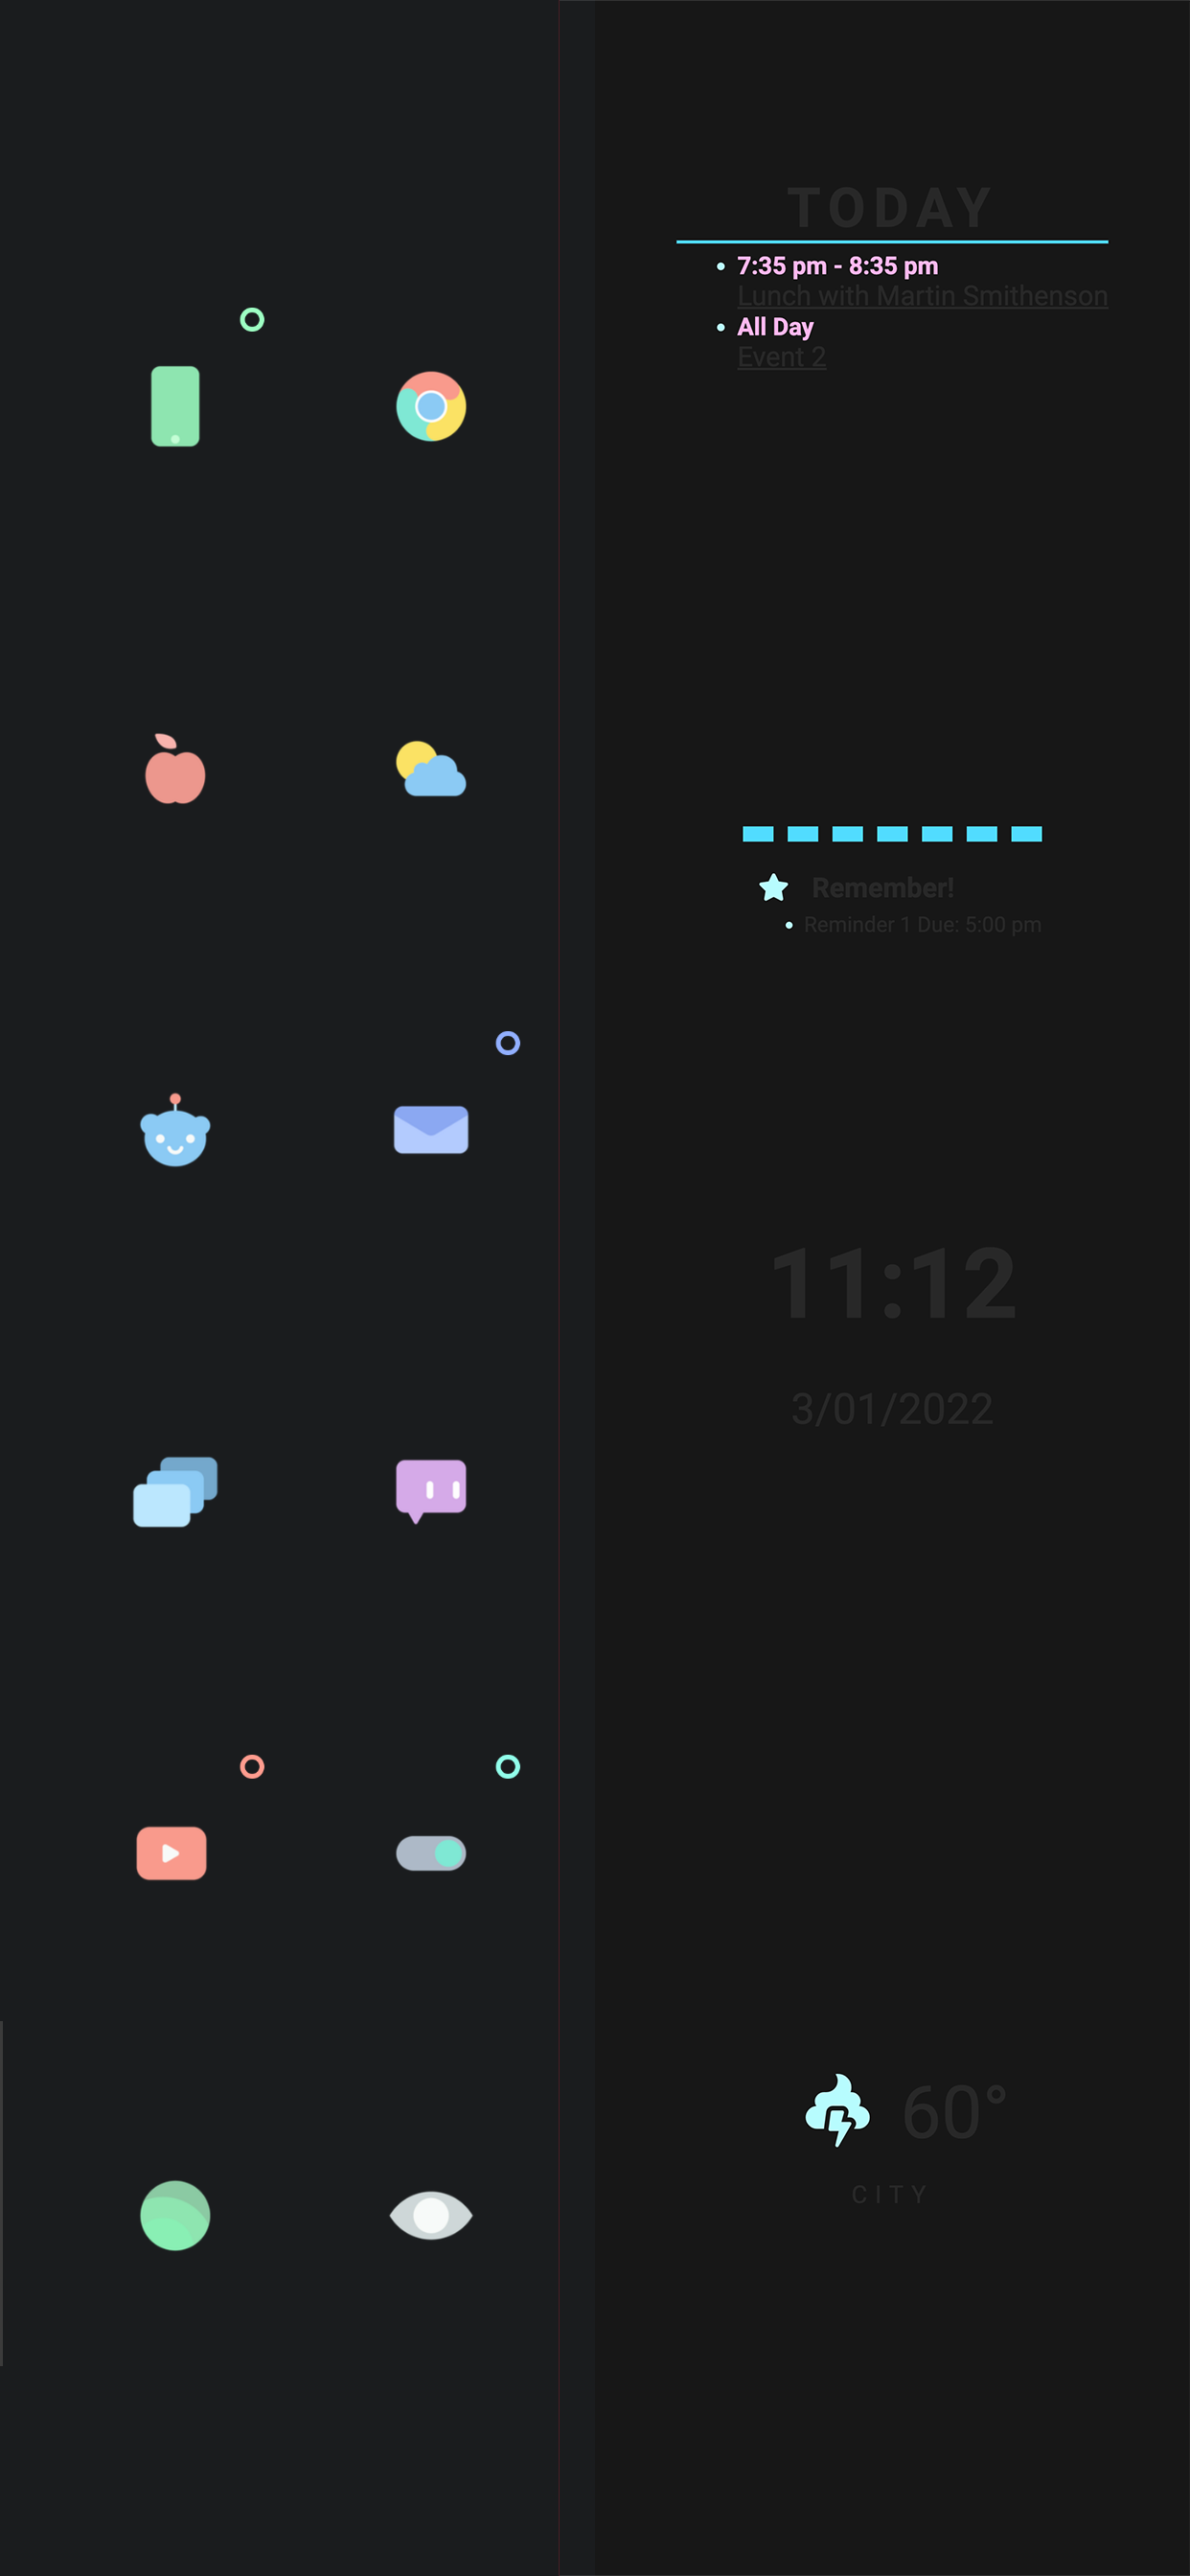 TODAY
7:35 pm - 8:35 pm
Lunch with Martin Smithenson
All Day
Event 2
Remember!
Reminder 1 Due: 5:00 pm
11:12
3/01/2022
60°
CITY